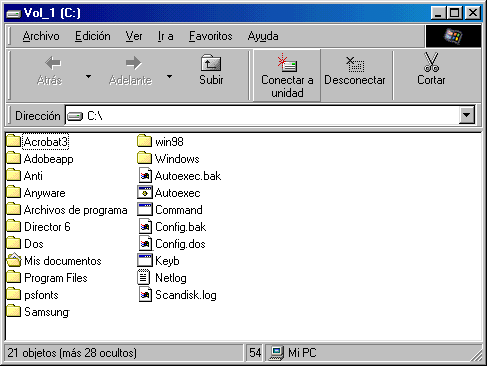 Vol_1 (C:)
Archivo Edición Ver Ir a Favoritos Ayuda
Atrás Adelante Subir Conectar a unidad Desconectar Cortar
Dirección C:\
Acrobat3
Adobeapp
Anti
Anyware
Archivos de programa
Director 6
Dos
Mis documentos
Program Files
psfonts
Samsung
win98
Windows
Autoexec.bak
Autoexec
Command
Config.bak
Config.dos
Keyb
Netlog
Scandisk.log
21 objetos (más 28 ocultos) 54 Mi PC